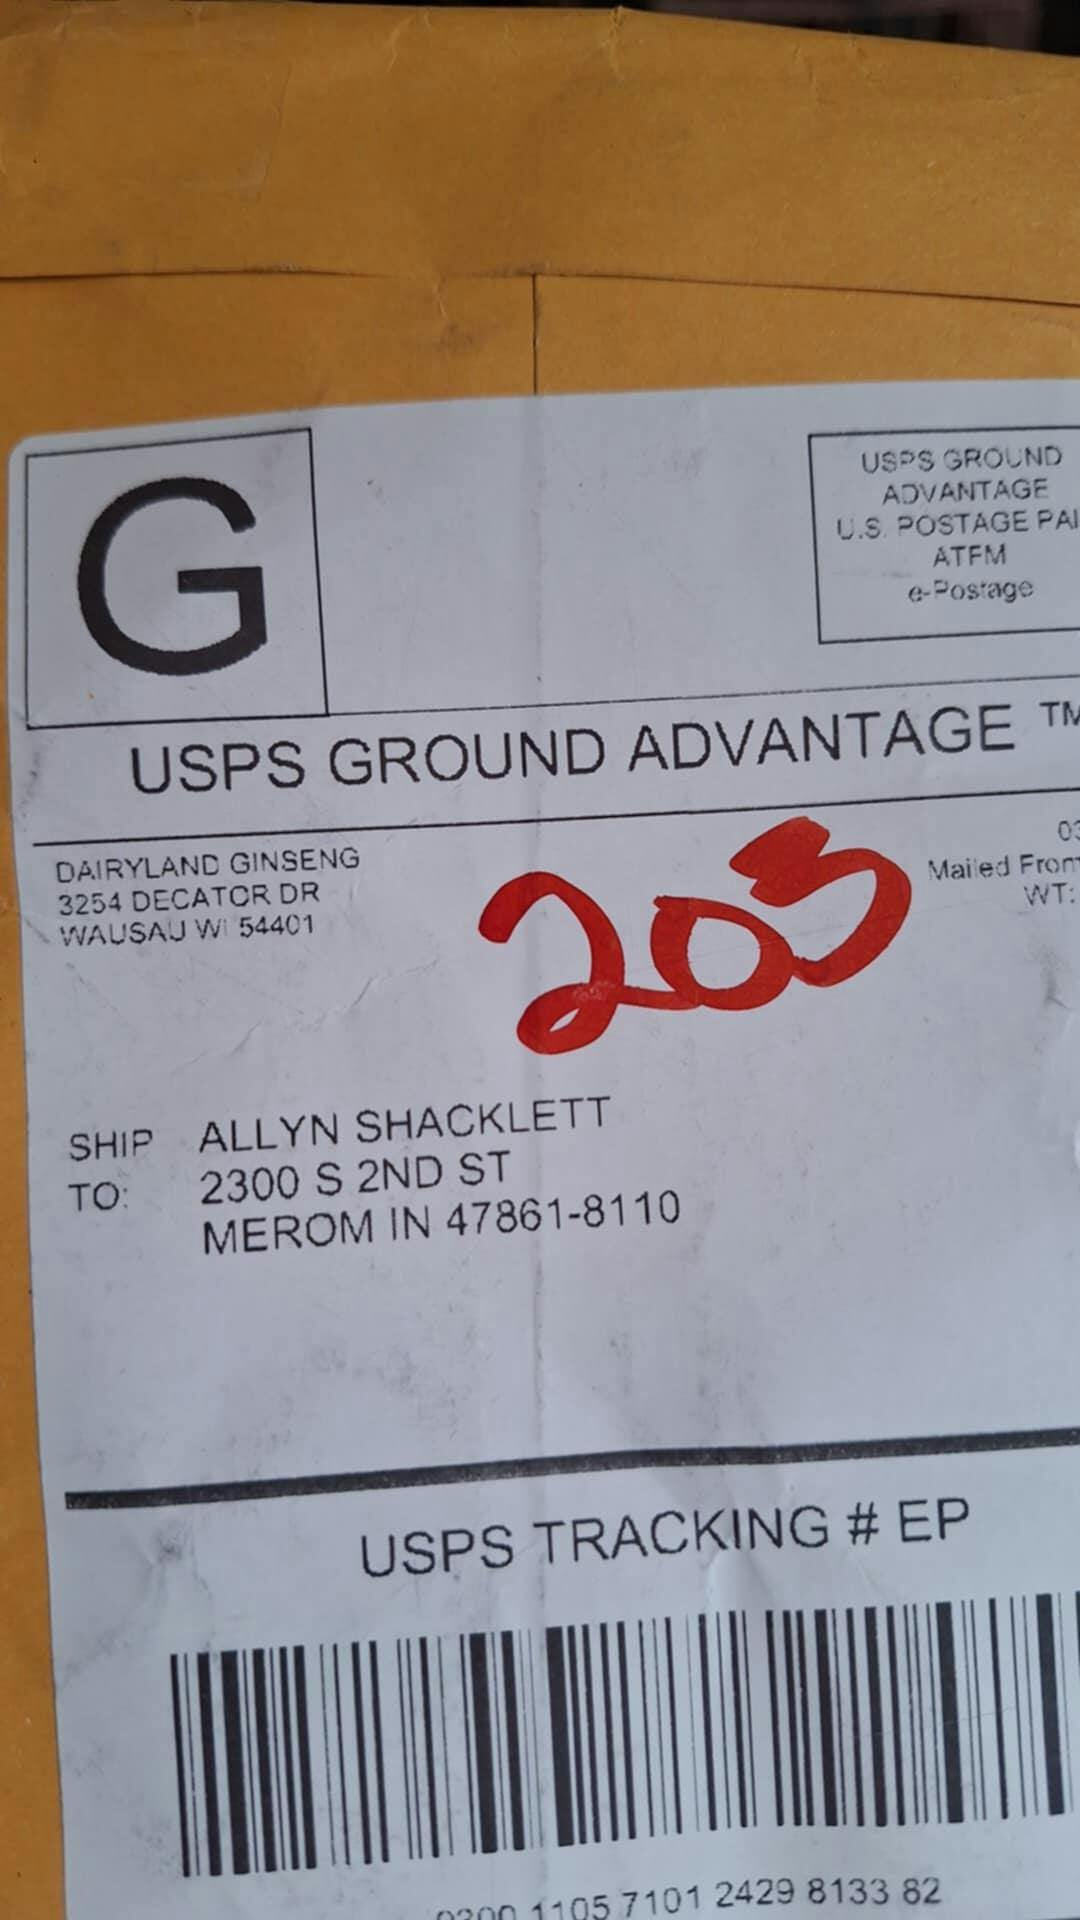 G
USPS GROUND
ADVANTAGE
U.S. POSTAGE PAI
ATFM
e-Postage
USPS GROUND ADVANTAGE ™
DAIRYLAND GINSENG
3254 DECATOR DR
WAUSAU WI 54401
203
03
Mailed From
WT:
SHIP TO: ALLYN SHACKLETT
2300 S 2ND ST
MEROM IN 47861-8110
USPS TRACKING # EP
1105 7101 2429 8133 82